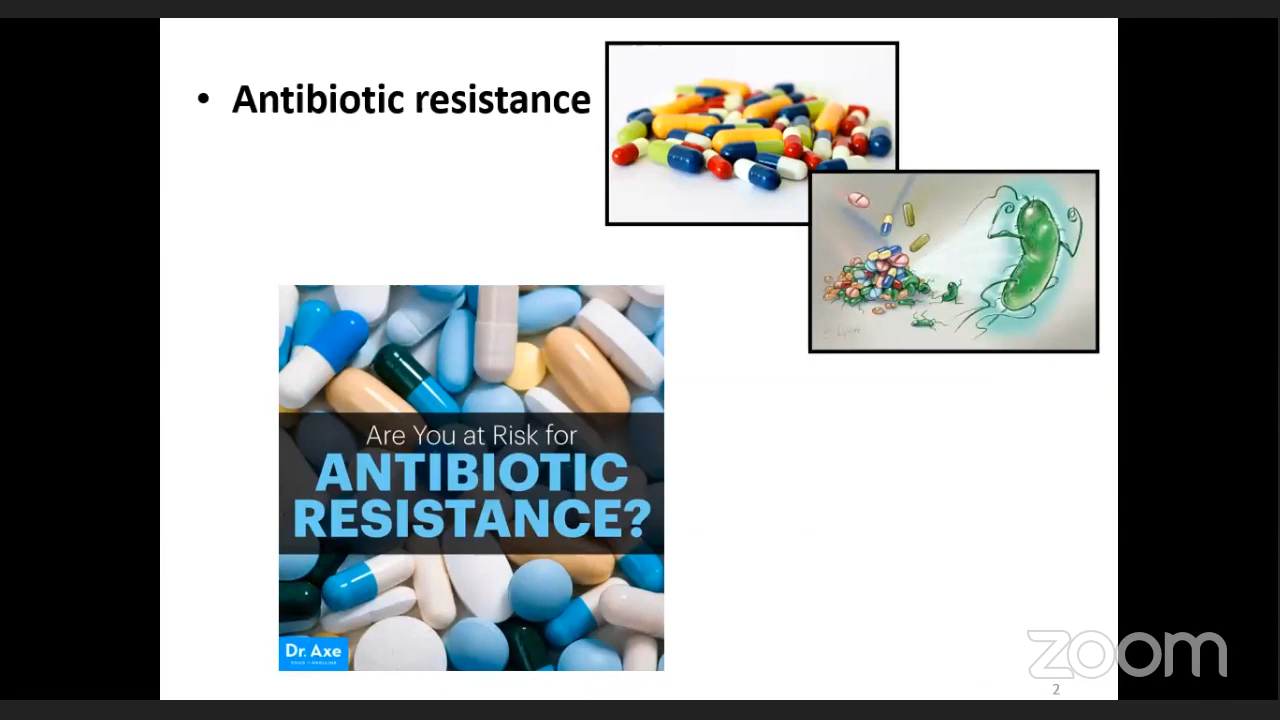 • Antibiotic resistance
Are You at Risk for
ANTIBIOTIC
RESISTANCE?
Dr. Axe
zoom
2